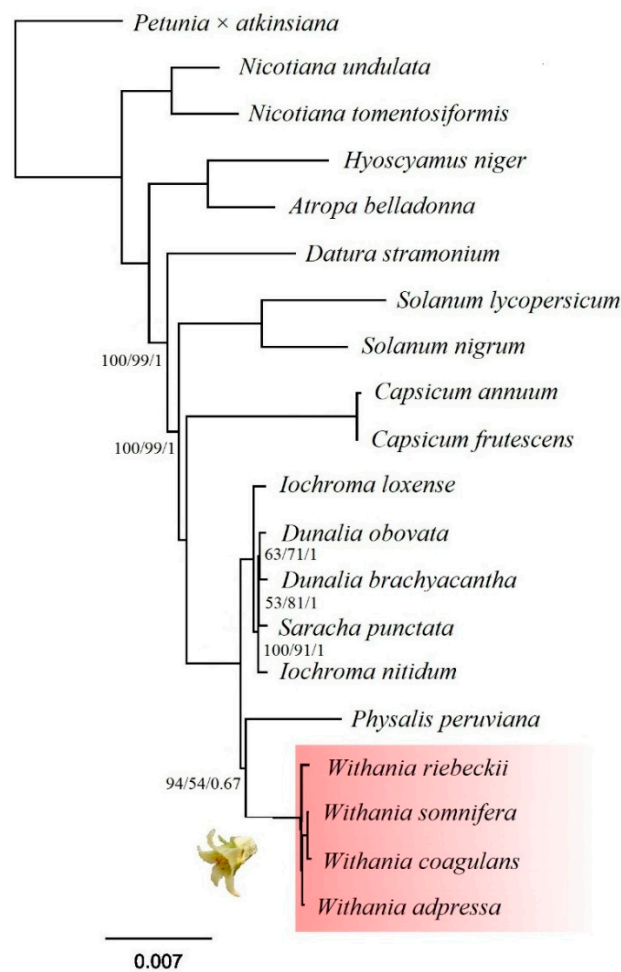 Petunia × atkinsiana
Nicotiana undulata
Nicotiana tomentosiformis
Hyoscyamus niger
Atropa belladonna
Datura stramonium
Solanum lycopersicum
Solanum nigrum
100/99/1
Capsicum annuum
Capsicum frutescens
100/99/1
Iochroma loxense
Dunalia obovata
63/71/1
Dunalia brachyacantha
53/81/1
Saracha punctata
100/91/1
Iochroma nitidum
Physalis peruviana
Withania riebeckii
94/54/0.67
Withania somnifera
Withania coagulans
Withania adpressa
0.007